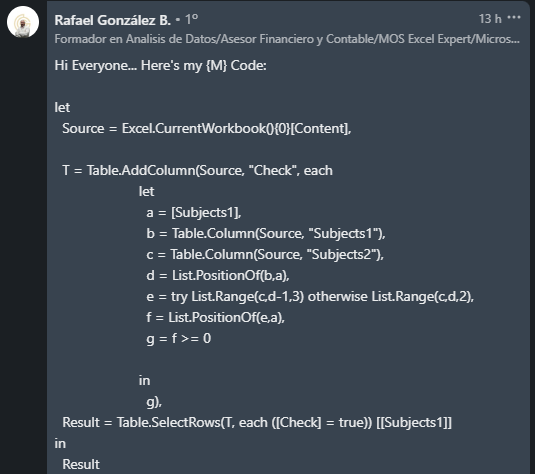 Rafael González B. • 1º
13 h ···
Formador en Analisis de Datos/Asesor Financiero y Contable/MOS Excel Expert/Micros...
Hi Everyone... Here's my {M} Code:
let
Source = Excel.CurrentWorkbook(){0}[Content],
T = Table.AddColumn(Source, "Check", each
let
a = [Subjects1],
b = Table.Column(Source, "Subjects1"),
c = Table.Column(Source, "Subjects2"),
d = List.PositionOf(b,a),
e = try List.Range(c,d-1,3) otherwise List.Range(c,d,2),
f = List.PositionOf(e,a),
g = f >= 0
in
g),
Result = Table.SelectRows(T, each ([Check] = true)) [[Subjects1]]
in
Result